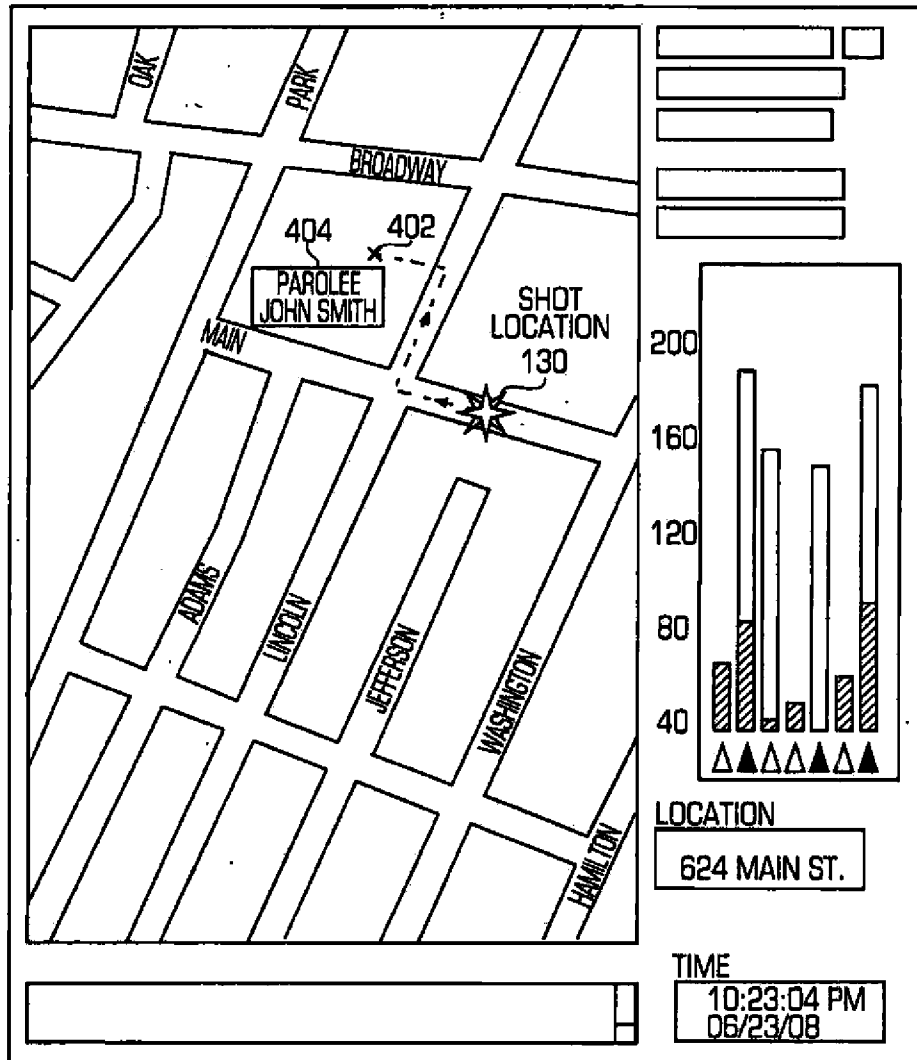 OAK
PARK
BROADWAY
404
402
PAROLEE
JOHN SMITH
SHOT
LOCATION
130
MAIN
ADAMS
LINCOLN
JEFFERSON
WASHINGTON
HAMILTON
200
160
120
80
40
LOCATION
624 MAIN ST.
TIME
10:23:04 PM
06/23/08